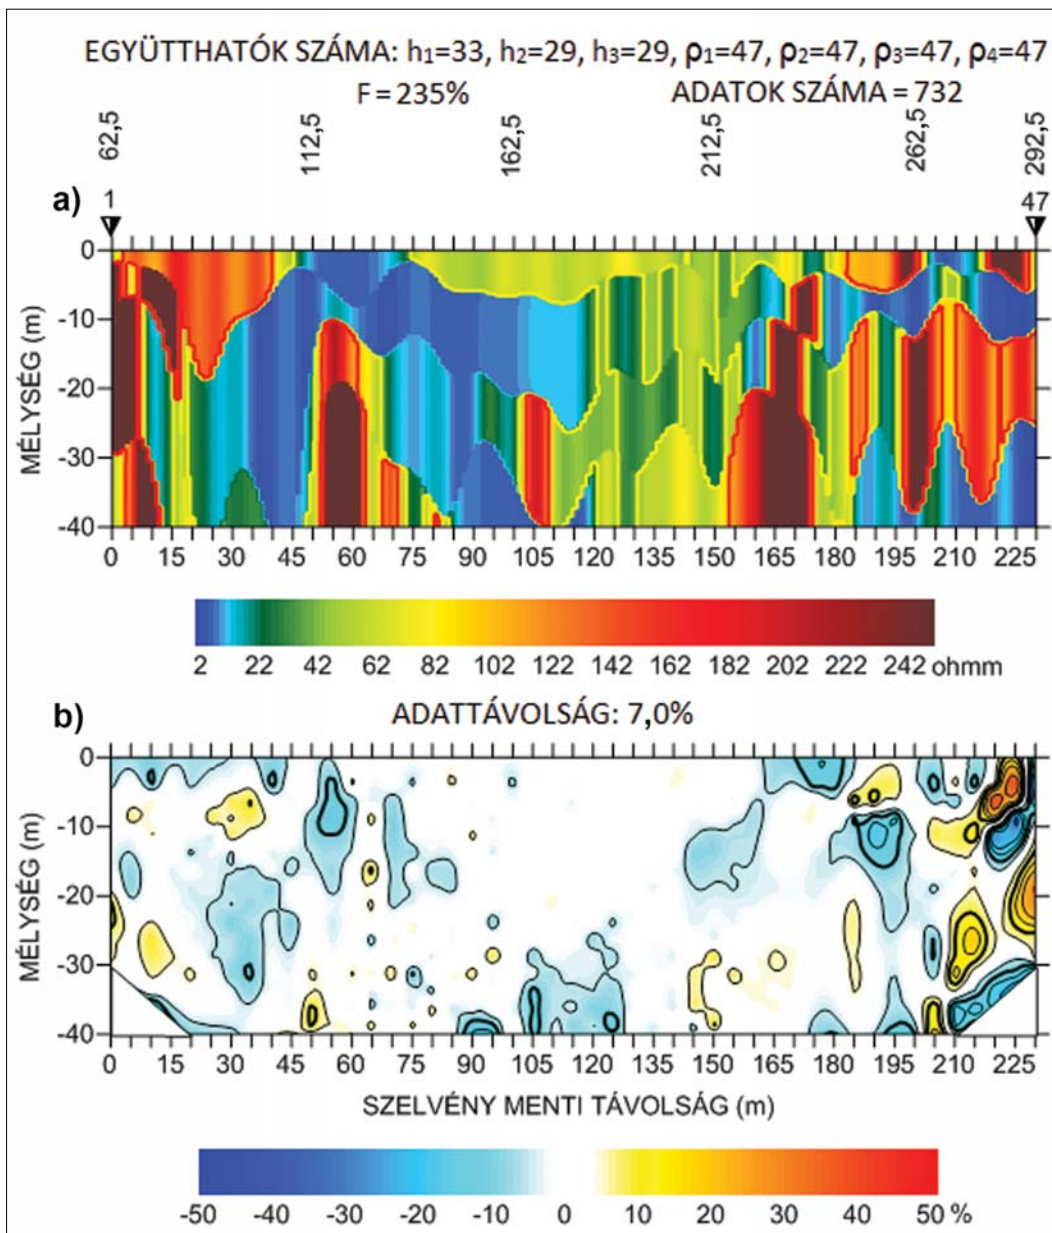 EGYÜTTHATÓK SZÁMA: h₁=33, h₂=29, h₃=29, ρ₁=47, ρ₂=47, ρ₃=47, ρ₄=47
F = 235% ADATOK SZÁMA = 732
62,5 112,5 162,5 212,5 262,5 292,5
a) 1 47
MÉLYSÉG (m)
0
-10
-20
-30
-40
0 15 30 45 60 75 90 105 120 135 150 165 180 195 210 225
2 22 42 62 82 102 122 142 162 182 202 222 242 ohmm
b) ADATTÁVOLSÁG: 7,0%
MÉLYSÉG (m)
0
-10
-20
-30
-40
0 15 30 45 60 75 90 105 120 135 150 165 180 195 210 225
SZELVÉNY MENTI TÁVOLSÁG (m)
-50 -40 -30 -20 -10 0 10 20 30 40 50 %